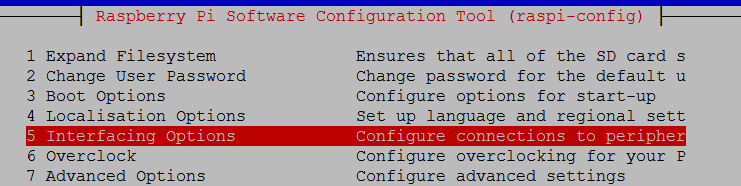 Raspberry Pi Software Configuration Tool (raspi-config)
1 Expand Filesystem Ensures that all of the SD card s
2 Change User Password Change password for the default u
3 Boot Options Configure options for start-up
4 Localisation Options Set up language and regional sett
5 Interfacing Options Configure connections to peripher
6 Overclock Configure overclocking for your P
7 Advanced Options Configure advanced settings